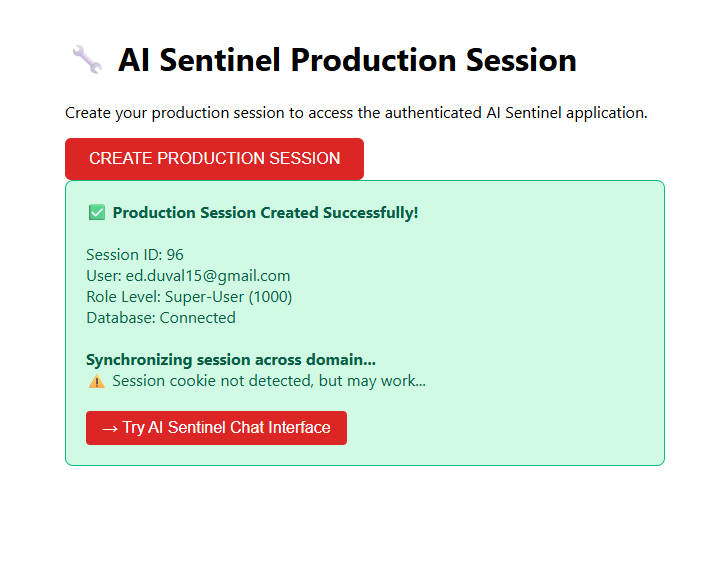 🔧 AI Sentinel Production Session
Create your production session to access the authenticated AI Sentinel application.
CREATE PRODUCTION SESSION
✅ Production Session Created Successfully!
Session ID: 96
User: ed.duval15@gmail.com
Role Level: Super-User (1000)
Database: Connected
Synchronizing session across domain...
⚠️ Session cookie not detected, but may work...
→ Try AI Sentinel Chat Interface